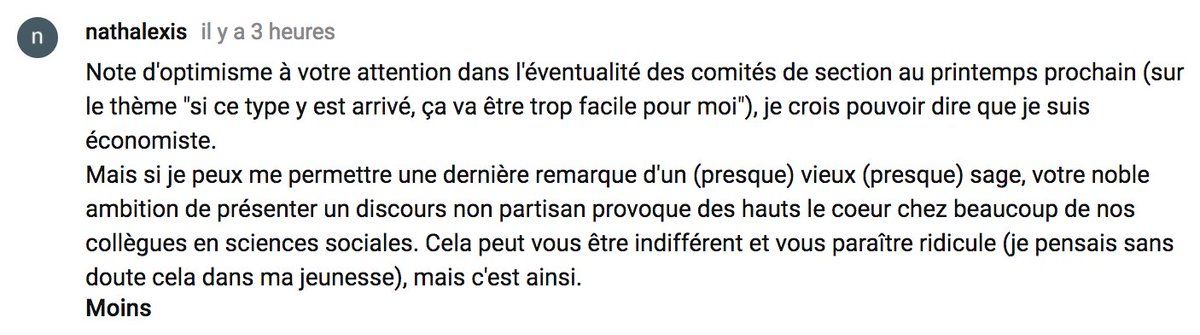 n
nathalexis il y a 3 heures
Note d'optimisme à votre attention dans l'éventualité des comités de section au printemps prochain (sur
le thème "si ce type y est arrivé, ça va être trop facile pour moi"), je crois pouvoir dire que je suis
économiste.
Mais si je peux me permettre une dernière remarque d'un (presque) vieux (presque) sage, votre noble
ambition de présenter un discours non partisan provoque des hauts le coeur chez beaucoup de nos
collègues en sciences sociales. Cela peut vous être indifférent et vous paraître ridicule (je pensais sans
doute cela dans ma jeunesse), mais c'est ainsi.
Moins